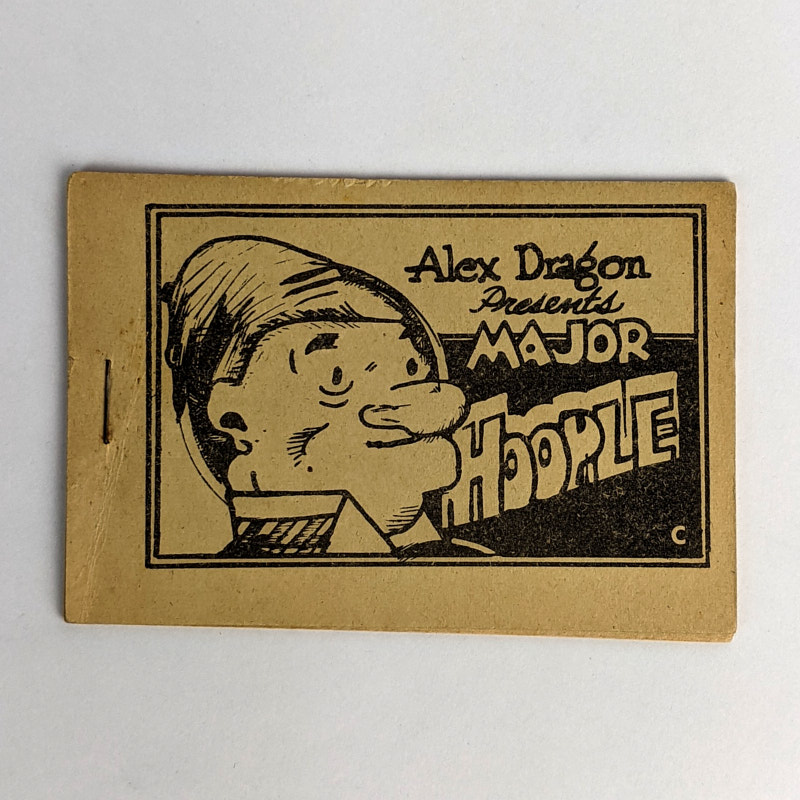 Alex Dragon
Presents
MAJOR
HOOPLE
C